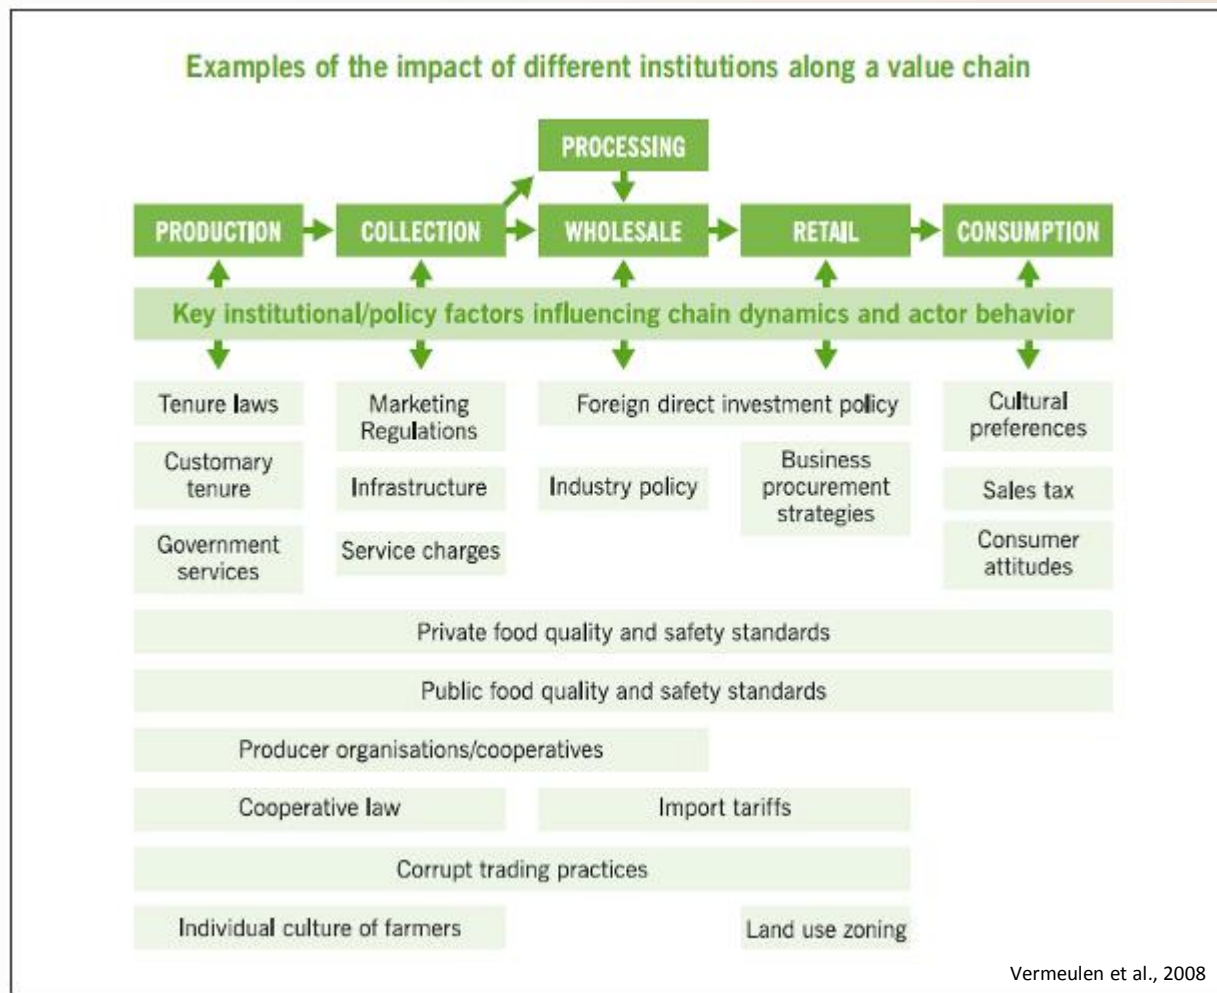 Examples of the impact of different institutions along a value chain
PROCESSING
PRODUCTION
COLLECTION
WHOLESALE
RETAIL
CONSUMPTION
Key institutional/policy factors influencing chain dynamics and actor behavior
Tenure laws
Customary
tenure
Government
services
Marketing
Regulations
Infrastructure
Service charges
Foreign direct investment policy
Industry policy
Business
procurement
strategies
Cultural
preferences
Sales tax
Consumer
attitudes
Private food quality and safety standards
Public food quality and safety standards
Producer organisations/cooperatives
Cooperative law
Import tariffs
Corrupt trading practices
Individual culture of farmers
Land use zoning
Vermeulen et al., 2008